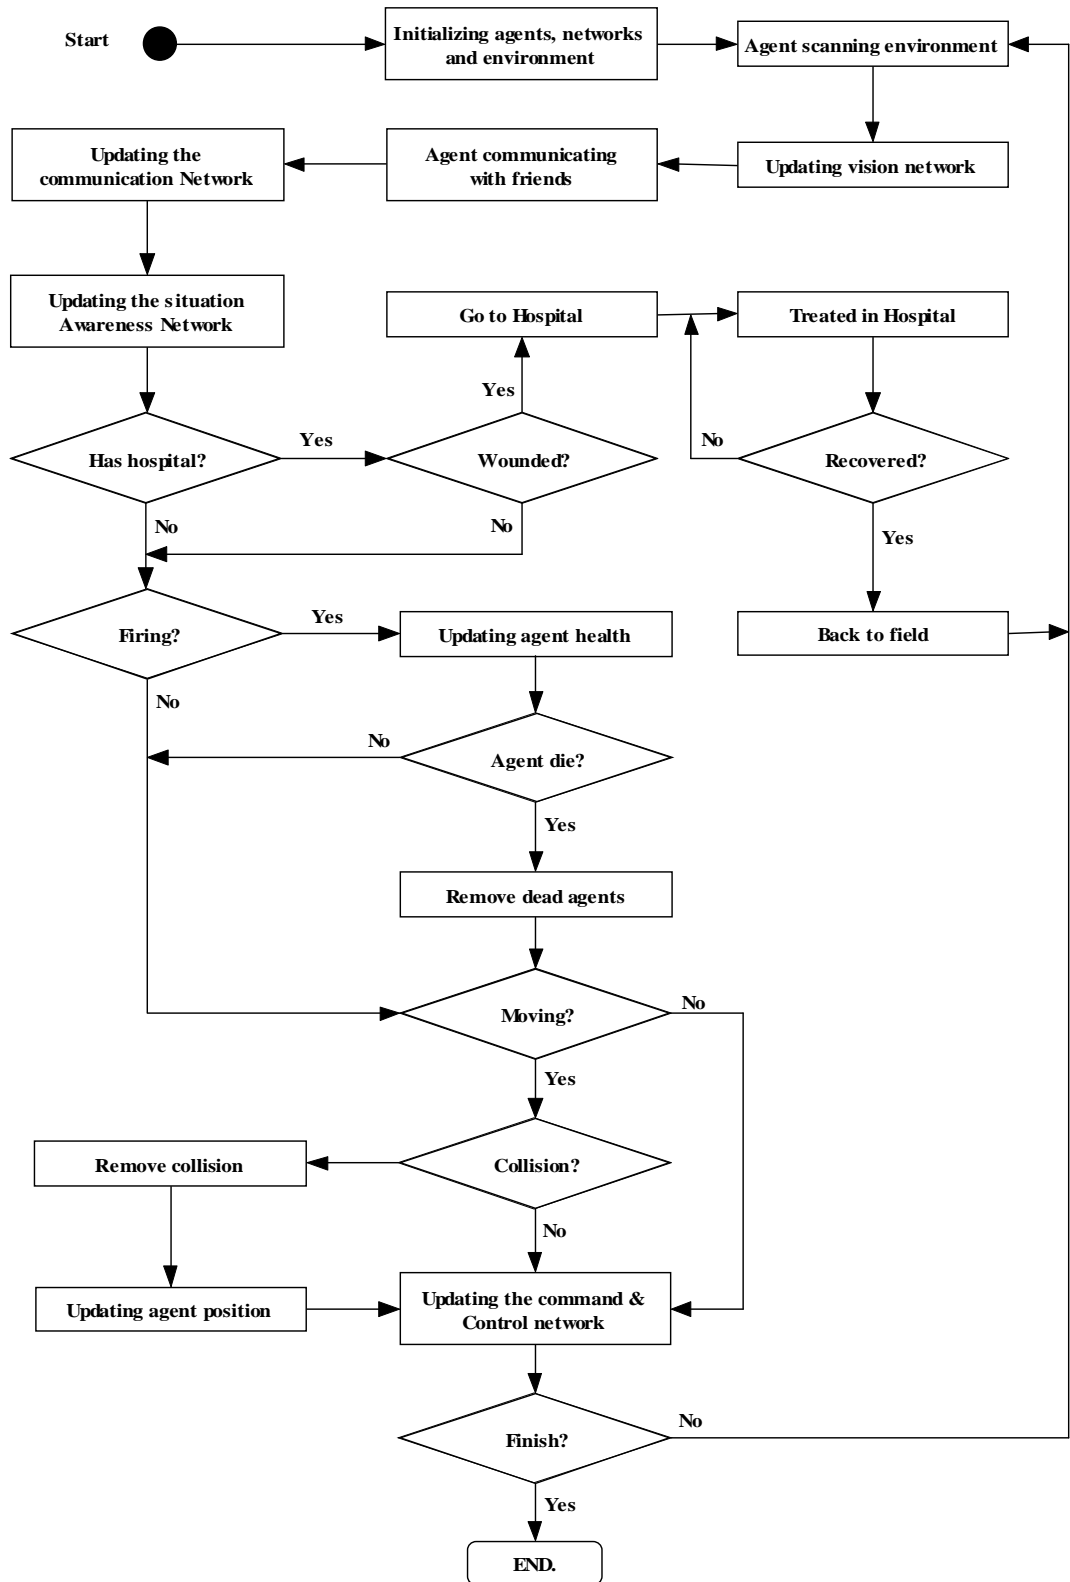 Start
Initializing agents, networks
and environment
Agent scanning environment
Updating the
communication Network
Agent communicating
with friends
Updating vision network
Updating the situation
Awareness Network
Go to Hospital
Treated in Hospital
Yes
Has hospital?
Yes
Wounded?
No
Recovered?
No
No
Yes
Firing?
Yes
Updating agent health
Back to field
No
No
Agent die?
Yes
Remove dead agents
Moving?
No
Yes
Remove collision
Collision?
No
Updating agent position
Updating the command &
Control network
Finish?
No
Yes
END.